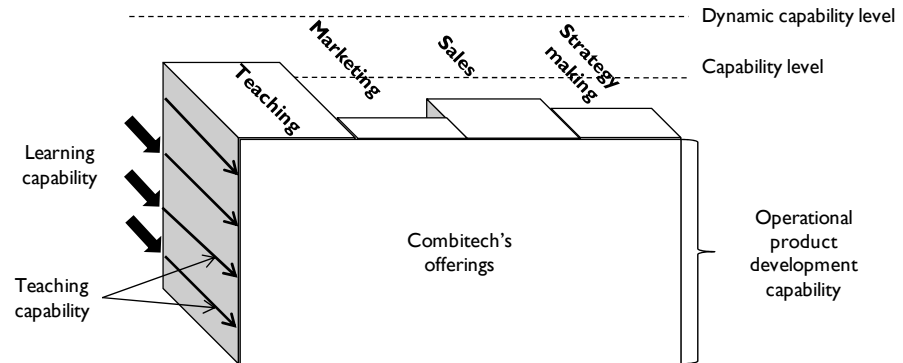 Dynamic capability level
Capability level
Teaching
Marketing
Sales
Strategy
making
Learning
capability
Teaching
capability
Combitech's
offerings
Operational
product
development
capability